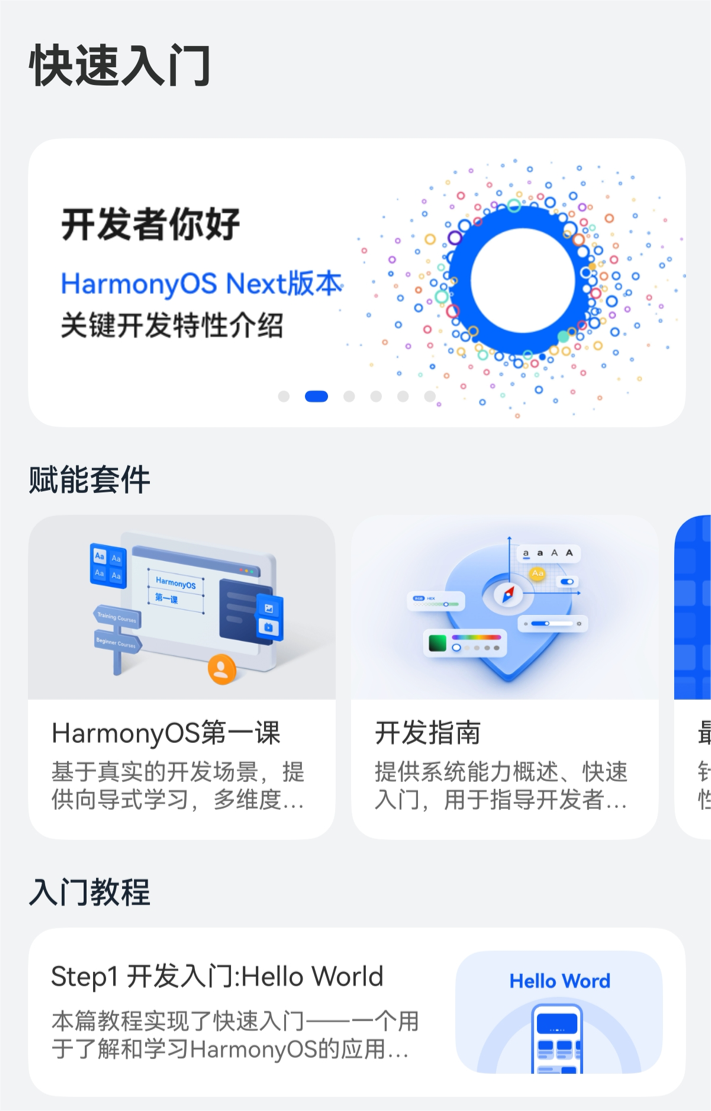 快速入门
开发者你好
HarmonyOS Next版本
关键开发特性介绍
赋能套件
Aa Aa
Aa Aa
HarmonyOS
第一课
Training Courses
Beginner Courses
a a A A
Aa
HarmonyOS第一课
基于真实的开发场景，提
供向导式学习，多维度...
开发指南
提供系统能力概述、快速
入门，用于指导开发者...
入门教程
Step1 开发入门:Hello World
本篇教程实现了快速入门——一个用
于了解和学习HarmonyOS的应用...
Hello Word